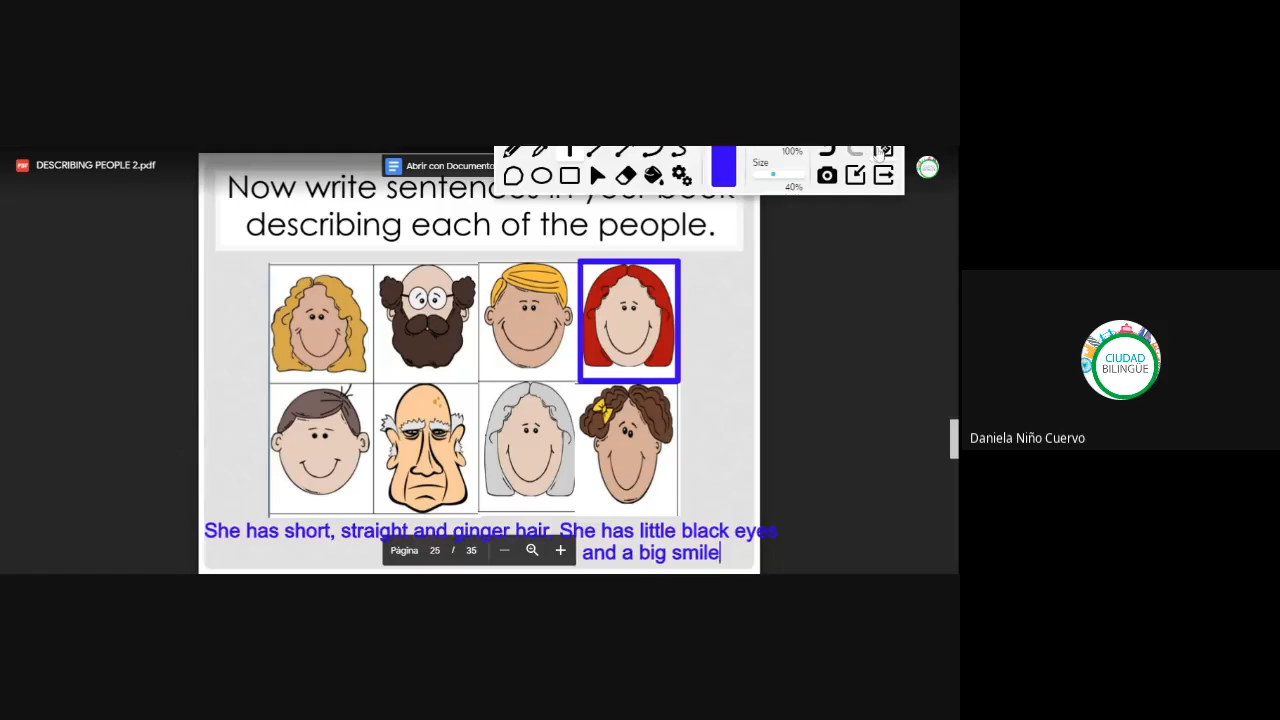 DESCRIBING PEOPLE 2.pdf
Abrir con Documento
100%
Size
40%
Now write sentences in your book
describing each of the people.
CIUDAD
BILINGÜE
Daniela Niño Cuervo
She has short, straight and ginger hair. She has little black eyes
and a big smile
Página 25 / 35